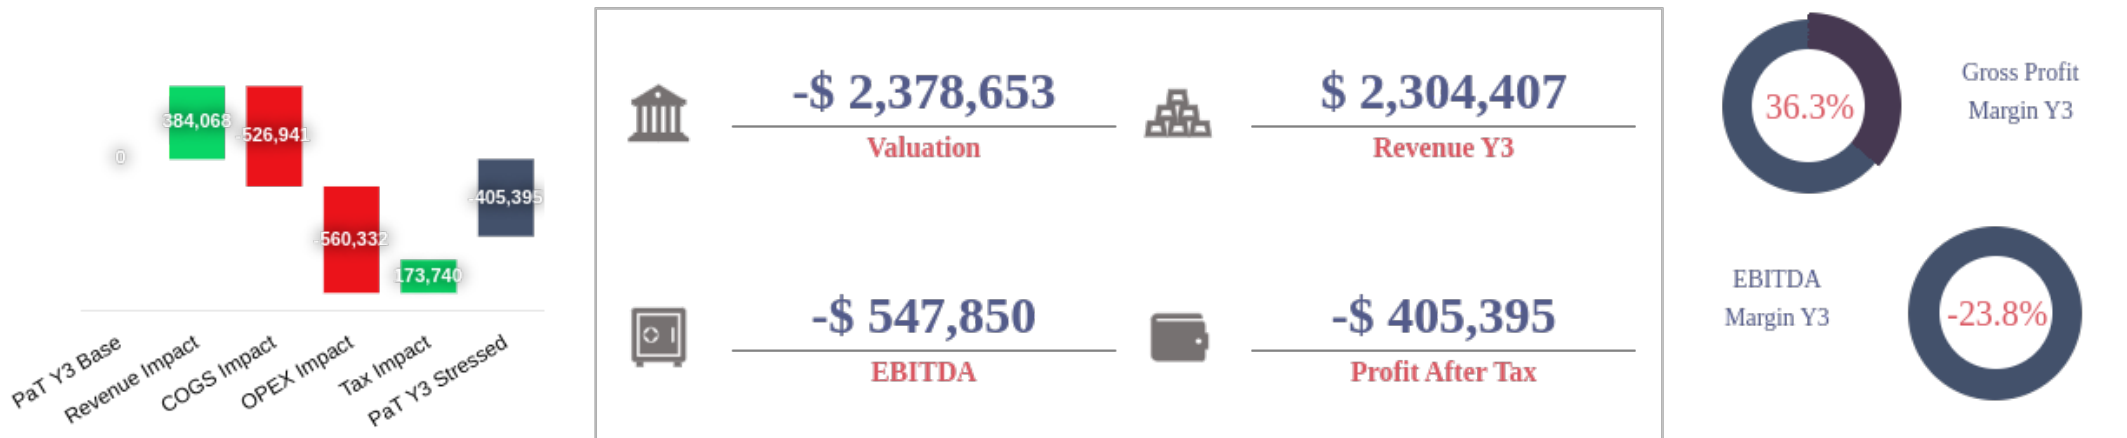 0
384,068
-526,941
-560,332
173,740
-405,395
PaT Y3 Base
Revenue Impact
COGS Impact
OPEX Impact
Tax Impact
PaT Y3 Stressed
-$ 2,378,653
Valuation
$ 2,304,407
Revenue Y3
-$ 547,850
EBITDA
-$ 405,395
Profit After Tax
36.3%
Gross Profit
Margin Y3
EBITDA
Margin Y3
-23.8%